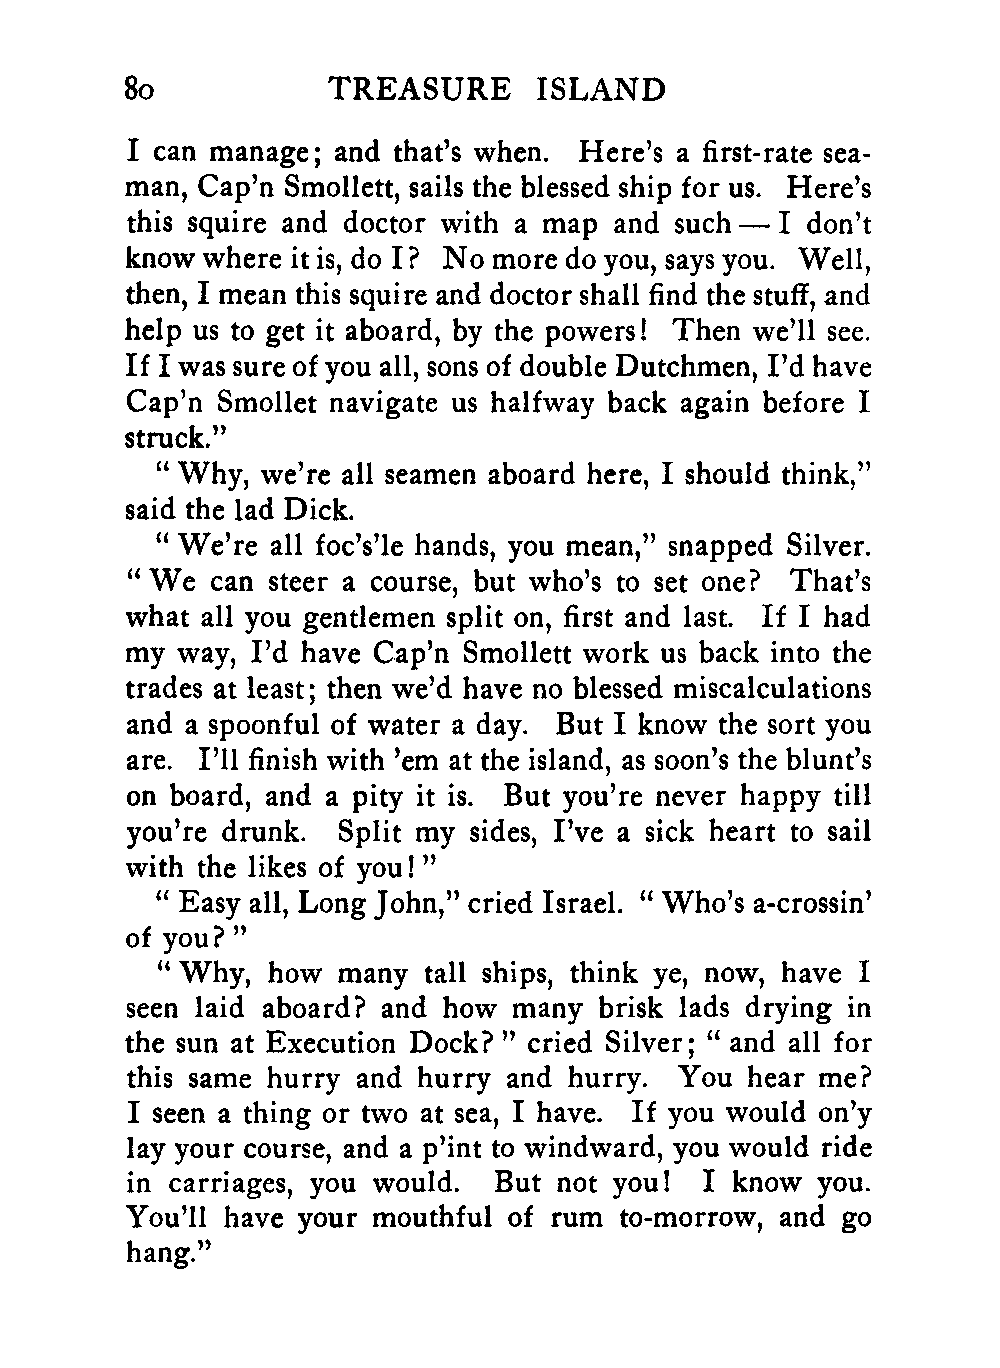 80 TREASURE ISLAND
I can manage; and that's when. Here's a first-rate sea-
man, Cap'n Smollett, sails the blessed ship for us. Here's
this squire and doctor with a map and such — I don't
know where it is, do I? No more do you, says you. Well,
then, I mean this squire and doctor shall find the stuff, and
help us to get it aboard, by the powers! Then we'll see.
If I was sure of you all, sons of double Dutchmen, I'd have
Cap'n Smollet navigate us halfway back again before I
struck."
"Why, we're all seamen aboard here, I should think,"
said the lad Dick.
"We're all foc's'le hands, you mean," snapped Silver.
"We can steer a course, but who's to set one? That's
what all you gentlemen split on, first and last. If I had
my way, I'd have Cap'n Smollett work us back into the
trades at least; then we'd have no blessed miscalculations
and a spoonful of water a day. But I know the sort you
are. I'll finish with 'em at the island, as soon's the blunt's
on board, and a pity it is. But you're never happy till
you're drunk. Split my sides, I've a sick heart to sail
with the likes of you!"
"Easy all, Long John," cried Israel. "Who's a-crossin'
of you?"
"Why, how many tall ships, think ye, now, have I
seen laid aboard? and how many brisk lads drying in
the sun at Execution Dock?" cried Silver; "and all for
this same hurry and hurry and hurry. You hear me?
I seen a thing or two at sea, I have. If you would on'y
lay your course, and a p'int to windward, you would ride
in carriages, you would. But not you! I know you.
You'll have your mouthful of rum to-morrow, and go
hang."